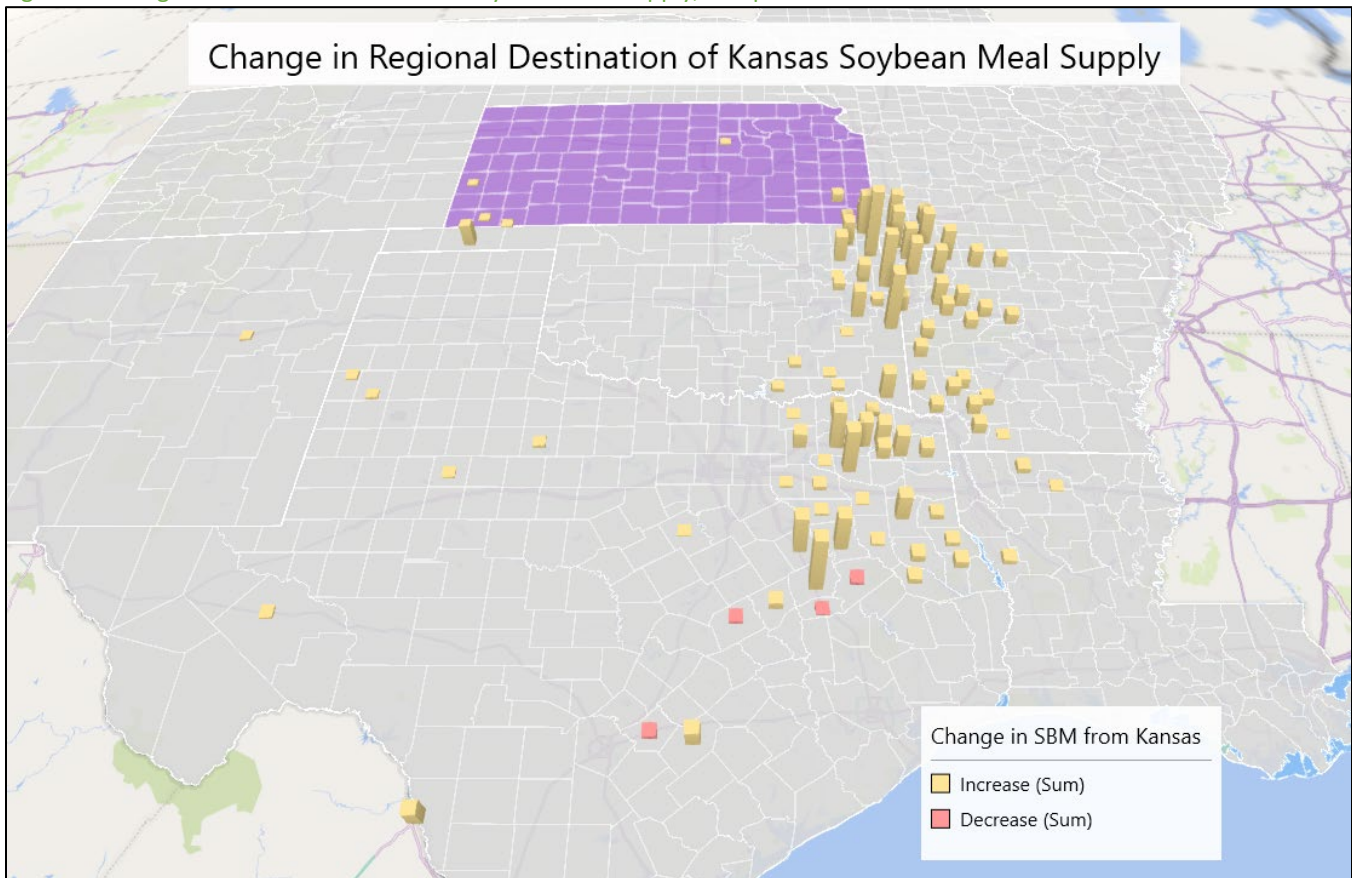 Change in Regional Destination of Kansas Soybean Meal Supply
Change in SBM from Kansas
Increase (Sum)
Decrease (Sum)